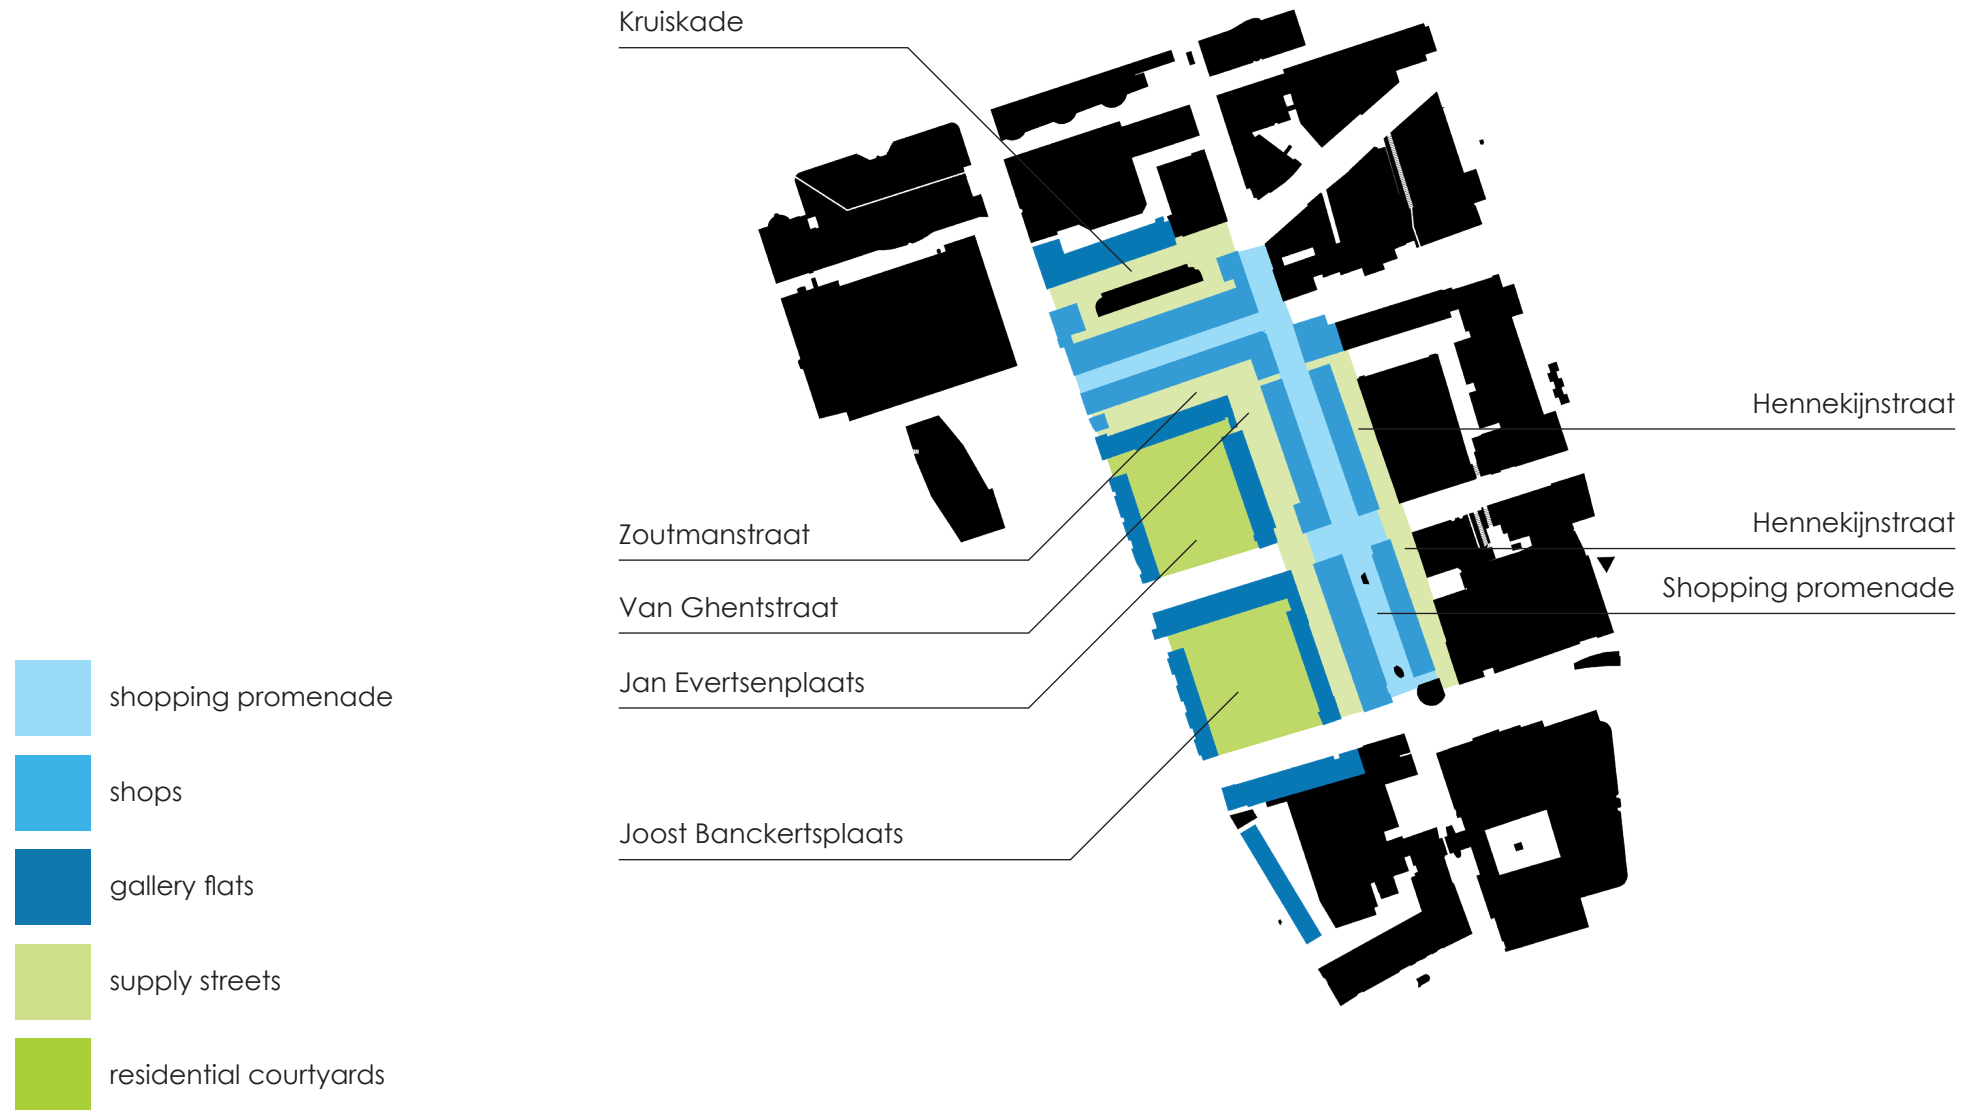 Kruiskade
Hennekijnstraat
Zoutmanstraat
Hennekijnstraat
Van Ghentstraat
Shopping promenade
Jan Evertsenplaats
Joost Banckertsplaats
shopping promenade
shops
gallery flats
supply streets
residential courtyards